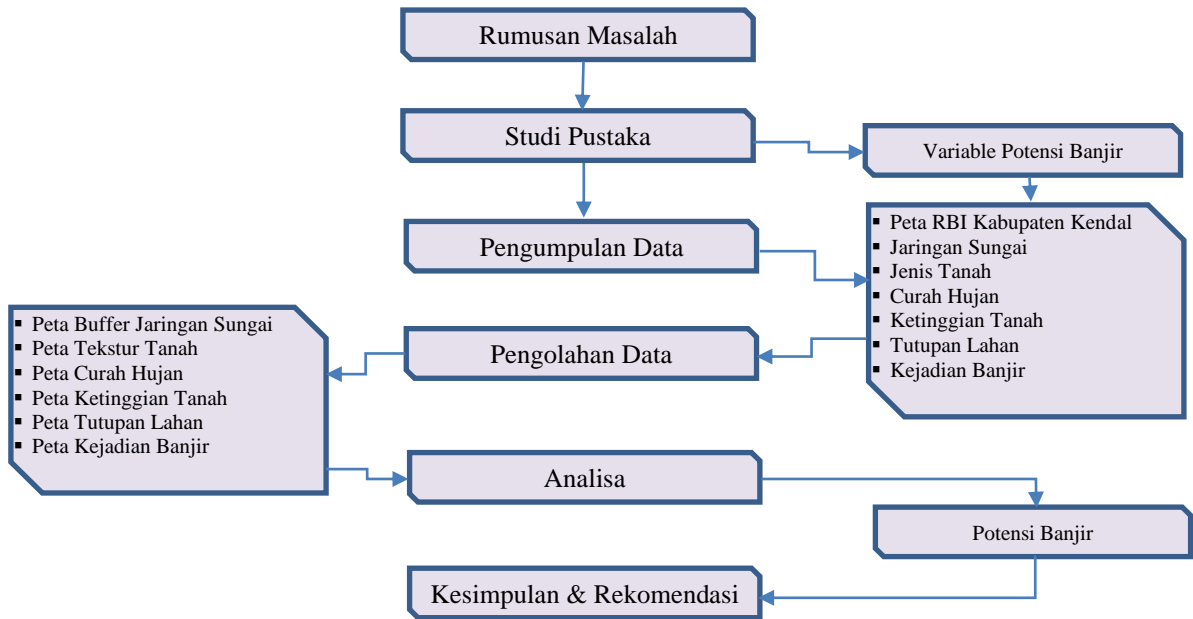 Rumusan Masalah
Studi Pustaka
Variable Potensi Banjir
Pengumpulan Data
▪ Peta RBI Kabupaten Kendal
▪ Jaringan Sungai
▪ Jenis Tanah
▪ Curah Hujan
▪ Ketinggian Tanah
▪ Tutupan Lahan
▪ Kejadian Banjir
Pengolahan Data
▪ Peta Buffer Jaringan Sungai
▪ Peta Tekstur Tanah
▪ Peta Curah Hujan
▪ Peta Ketinggian Tanah
▪ Peta Tutupan Lahan
▪ Peta Kejadian Banjir
Analisa
Potensi Banjir
Kesimpulan & Rekomendasi